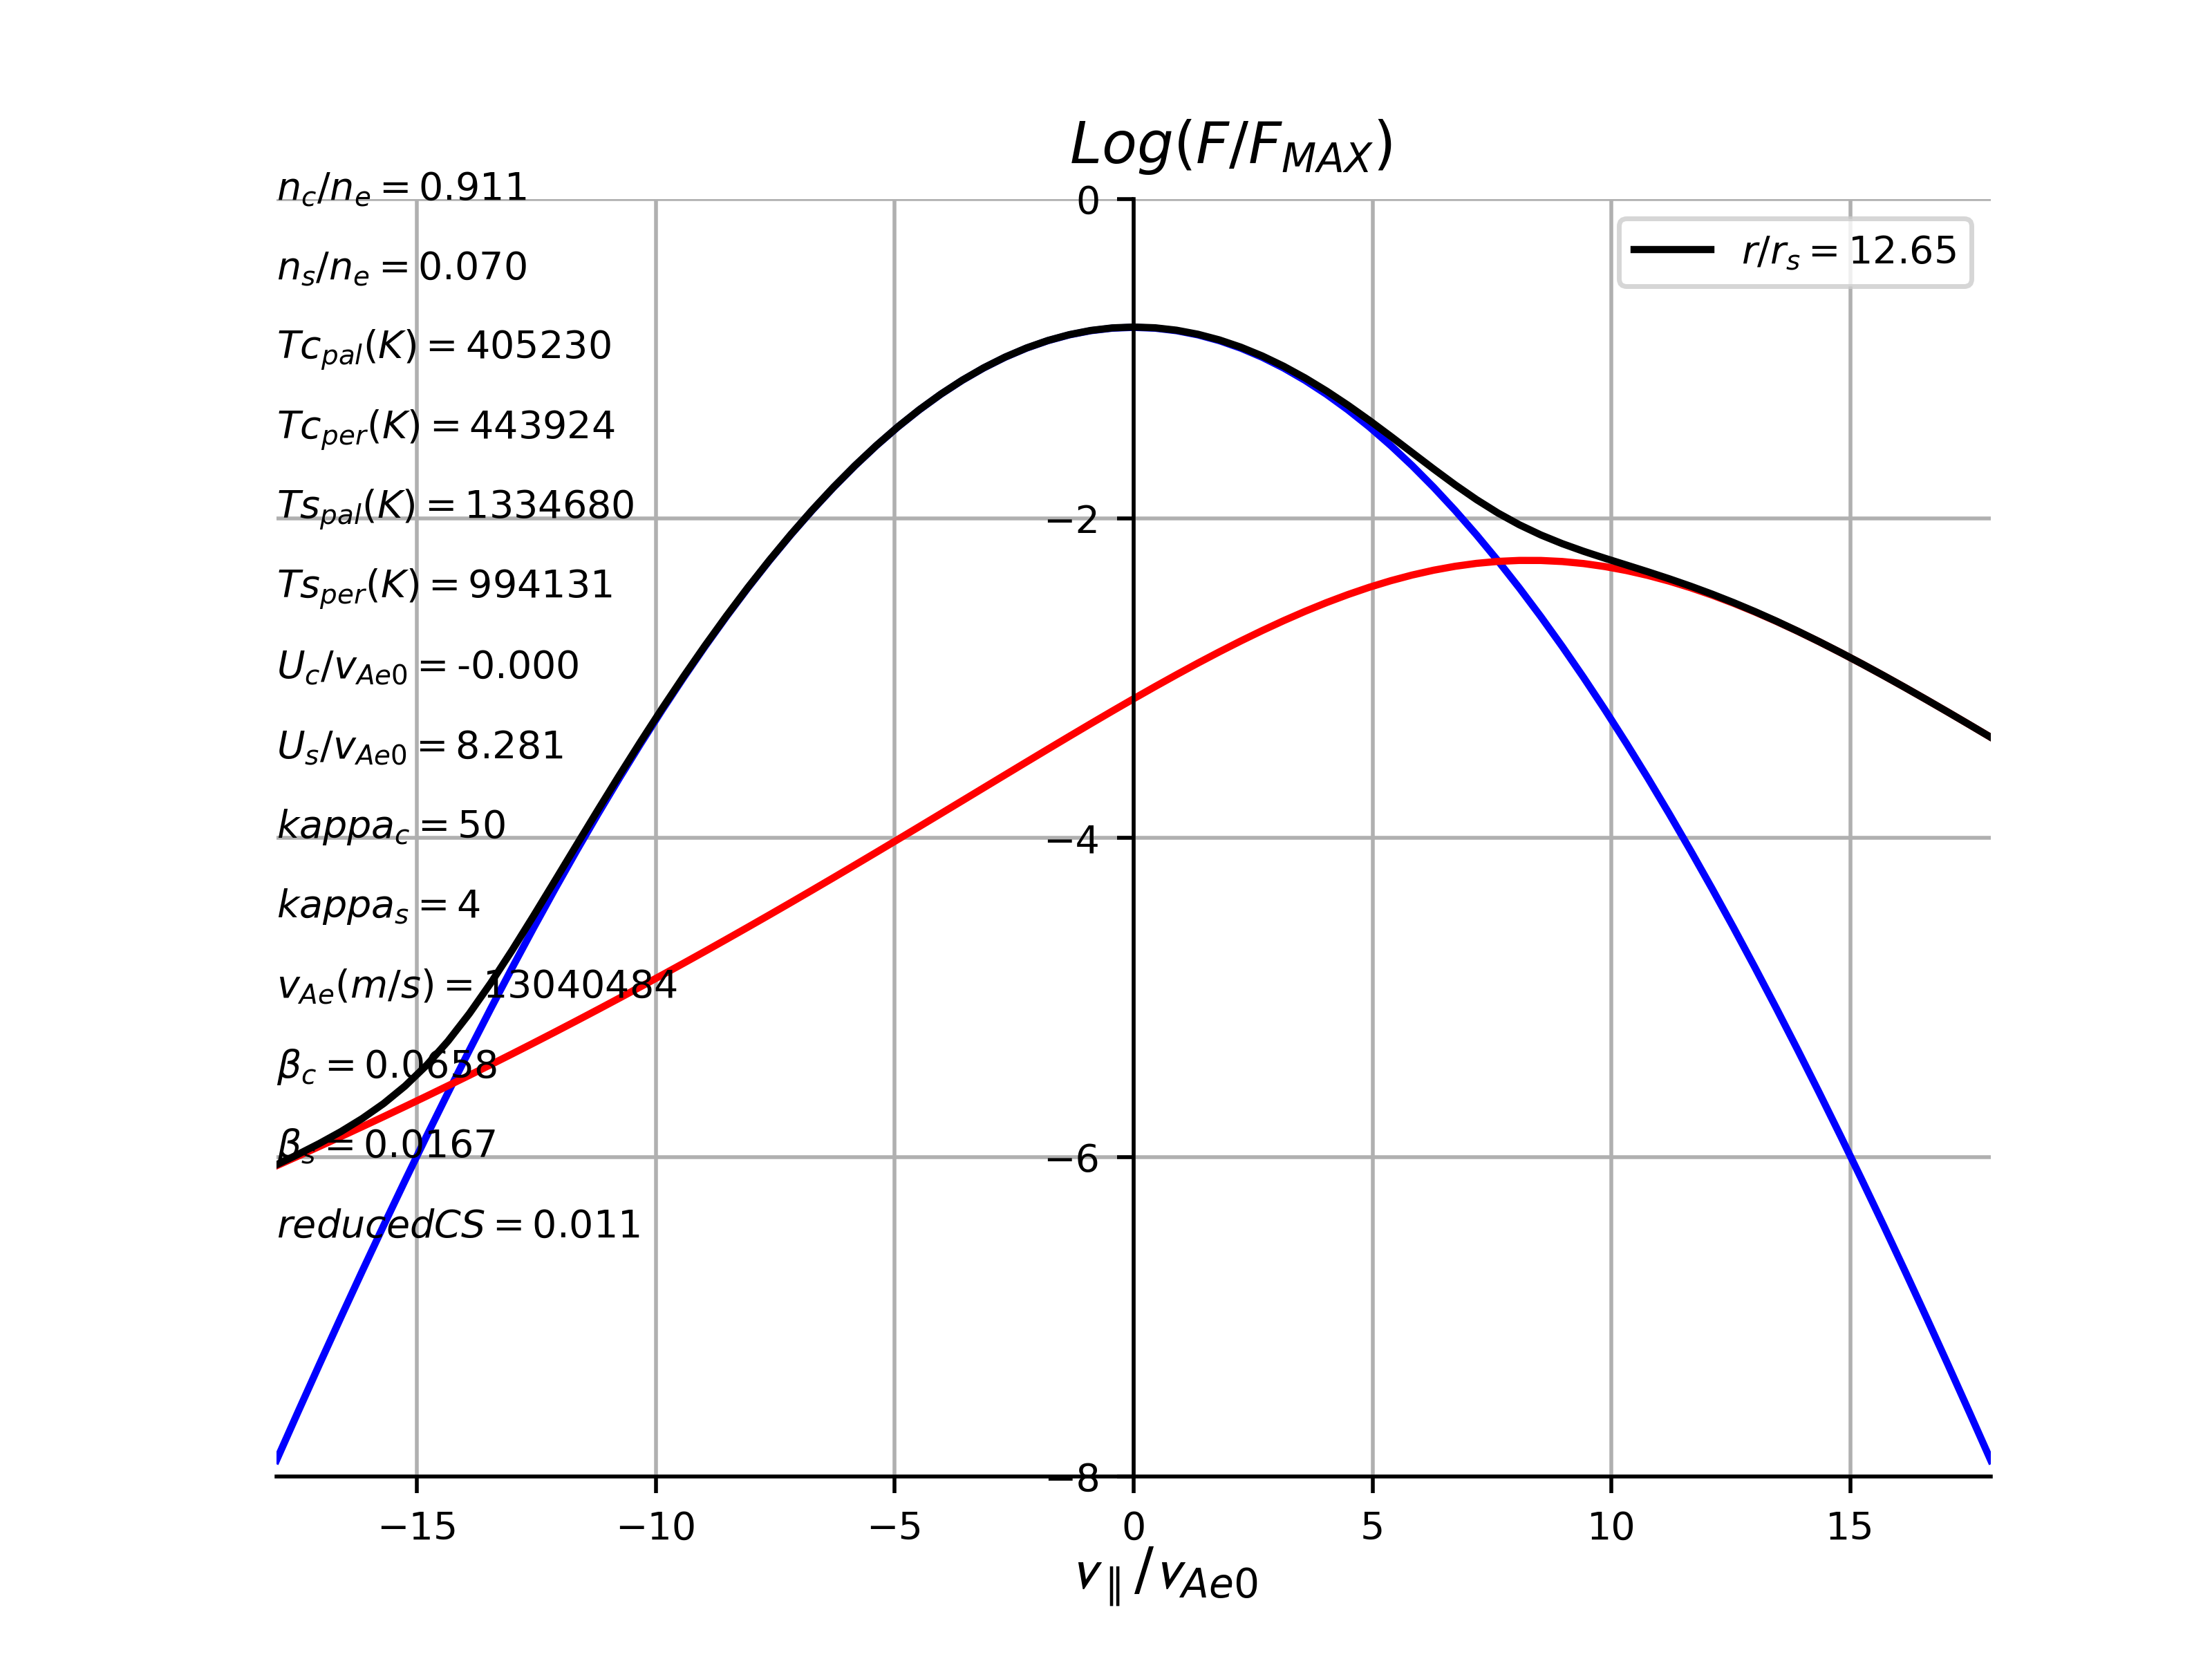 Log(F/F_MAX)
n_c/n_e = 0.911
0
r/r_s = 12.65
n_s/n_e = 0.070
Tc_pal(K) = 405230
Tc_per(K) = 443924
Ts_pal(K) = 1334680
−2
Ts_per(K) = 994131
U_c/v_Ae0 = -0.000
U_s/v_Ae0 = 8.281
kappa_c = 50
−4
kappa_s = 4
v_Ae(m/s) = 13040484
β_c = 0.0658
β_s = 0.0167
−6
reducedCS = 0.011
−8
−15 −10 −5 0 5 10 15
v_∥/v_Ae0